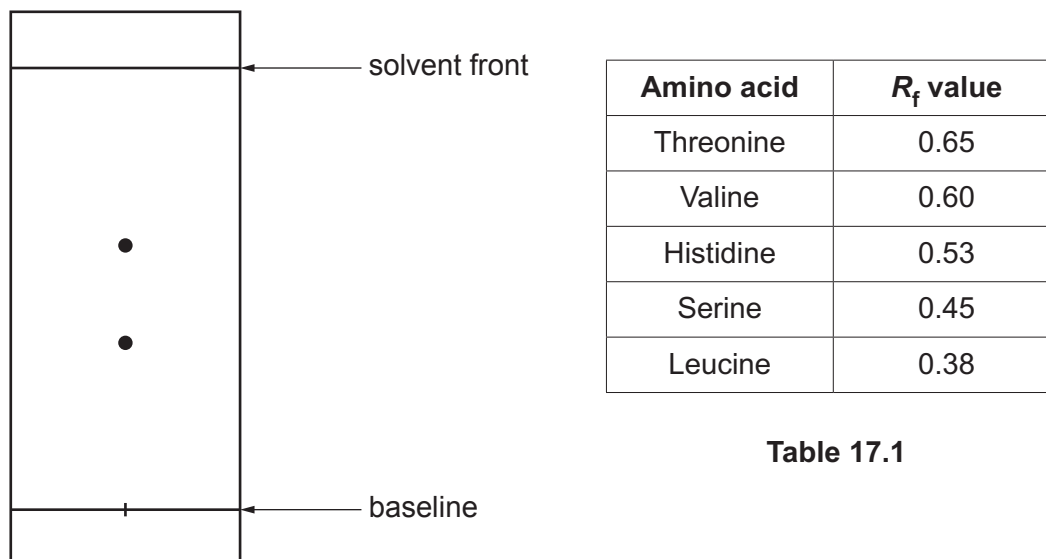 solvent front
baseline
Amino acid Rf value
Threonine 0.65
Valine 0.60
Histidine 0.53
Serine 0.45
Leucine 0.38
Table 17.1